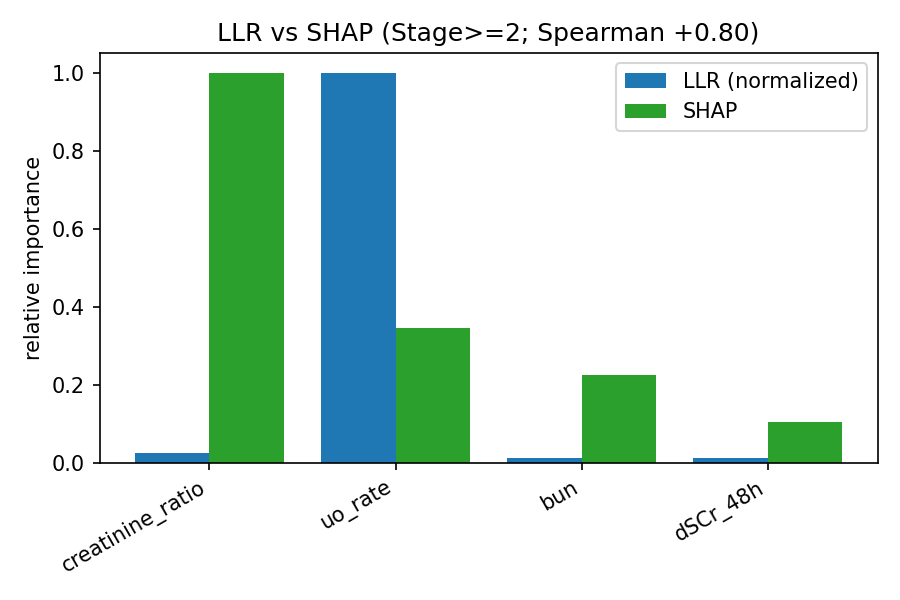 LLR vs SHAP (Stage>=2; Spearman +0.80)
LLR (normalized)
SHAP
relative importance
1.0
0.8
0.6
0.4
0.2
0.0
creatinine_ratio
uo_rate
bun
dSCr_48h